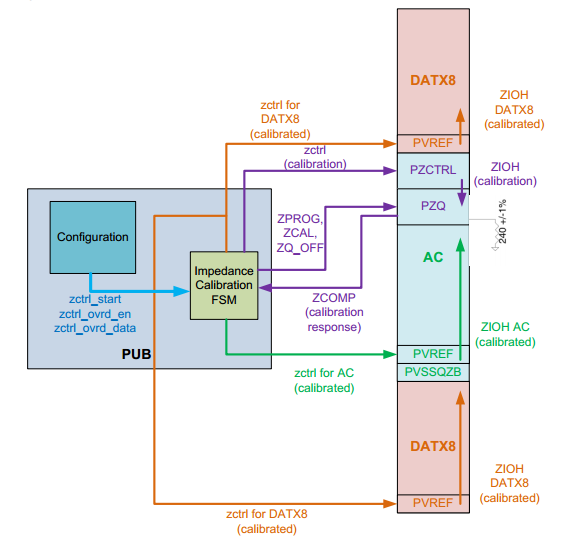 DATX8
ZIOH
DATX8
(calibrated)
zctrl for
DATX8
(calibrated)
PVREF
zctrl
(calibration)
PZCTRL
ZIOH
(calibration)
PZQ
240 +/-1%
Configuration
ZPROG,
ZCAL,
ZQ_OFF
AC
Impedance
Calibration
FSM
zctrl_start
zctrl_ovrd_en
zctrl_ovrd_data
ZCOMP
(calibration
response)
ZIOH AC
(calibrated)
PUB
PVREF
PVSSQZB
zctrl for AC
(calibrated)
DATX8
ZIOH
DATX8
(calibrated)
PVREF
zctrl for DATX8
(calibrated)